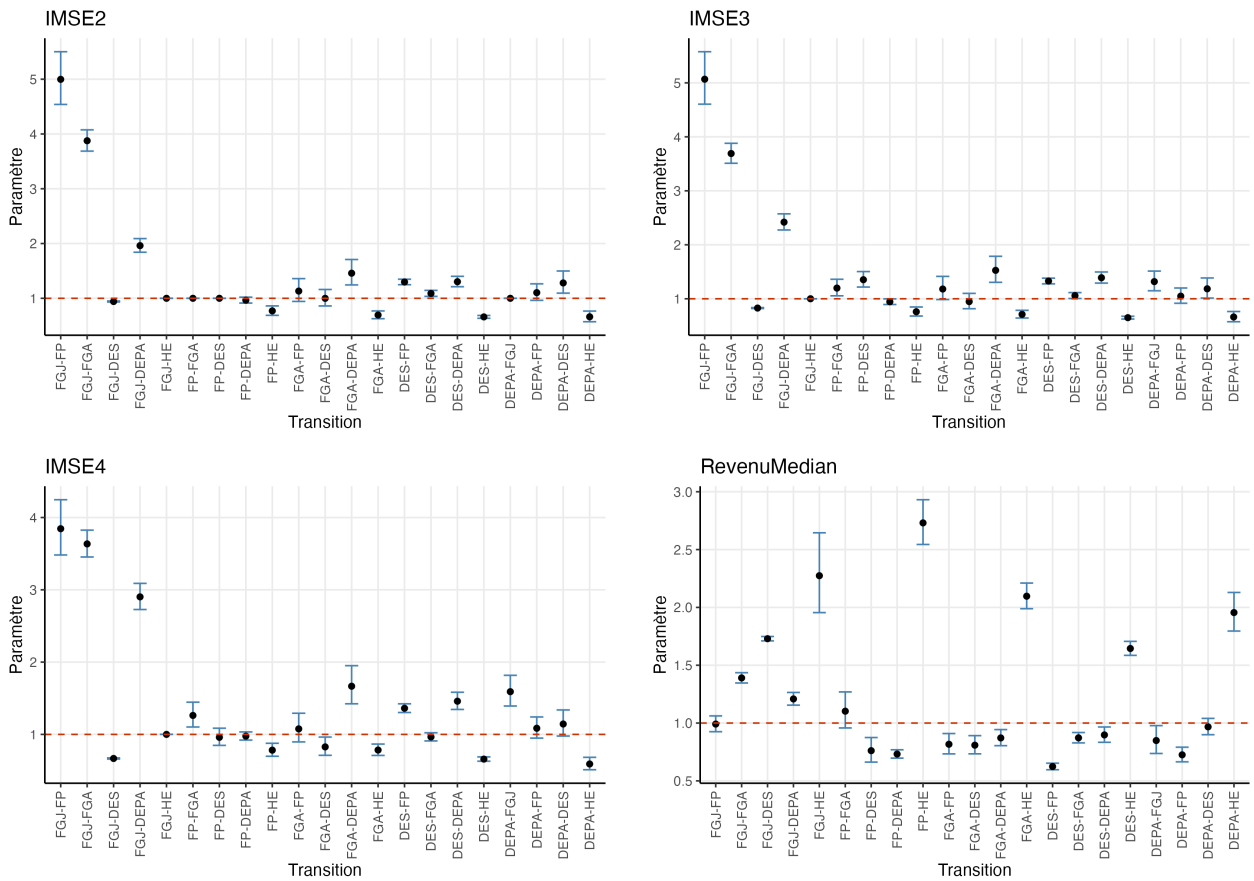 IMSE2
Paramètre
5
4
3
2
1
FGJ-FP
FGJ-FGA
FGJ-DES
FGJ-DEPA
FGJ-HE
FP-FGA
FP-DES
FP-DEPA
FP-HE
FGA-FP
FGA-DES
FGA-DEPA
FGA-HE
DES-FP
DES-FGA
DES-DEPA
DES-HE
DEPA-FGJ
DEPA-FP
DEPA-DES
DEPA-HE
Transition
IMSE3
Paramètre
5
4
3
2
1
FGJ-FP
FGJ-FGA
FGJ-DES
FGJ-DEPA
FGJ-HE
FP-FGA
FP-DES
FP-DEPA
FP-HE
FGA-FP
FGA-DES
FGA-DEPA
FGA-HE
DES-FP
DES-FGA
DES-DEPA
DES-HE
DEPA-FGJ
DEPA-FP
DEPA-DES
DEPA-HE
Transition
IMSE4
Paramètre
4
3
2
1
FGJ-FP
FGJ-FGA
FGJ-DES
FGJ-DEPA
FGJ-HE
FP-FGA
FP-DES
FP-DEPA
FP-HE
FGA-FP
FGA-DES
FGA-DEPA
FGA-HE
DES-FP
DES-FGA
DES-DEPA
DES-HE
DEPA-FGJ
DEPA-FP
DEPA-DES
DEPA-HE
Transition
RevenuMedian
Paramètre
3.0
2.5
2.0
1.5
1.0
0.5
FGJ-FP
FGJ-FGA
FGJ-DES
FGJ-DEPA
FGJ-HE
FP-FGA
FP-DES
FP-DEPA
FP-HE
FGA-FP
FGA-DES
FGA-DEPA
FGA-HE
DES-FP
DES-FGA
DES-DEPA
DES-HE
DEPA-FGJ
DEPA-FP
DEPA-DES
DEPA-HE
Transition